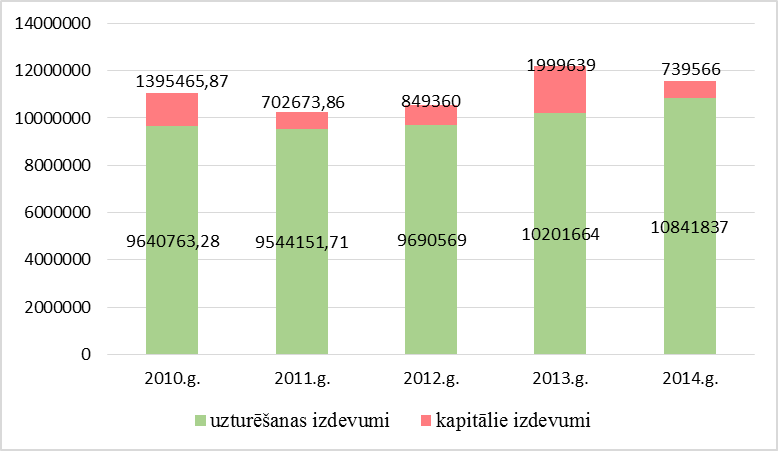 14000000
12000000
10000000
8000000
6000000
4000000
2000000
0
1395465,87
702673,86
849360
1999639
739566
9640763,28
9544151,71
9690569
10201664
10841837
2010.g.
2011.g.
2012.g.
2013.g.
2014.g.
uzturēšanas izdevumi
kapitālie izdevumi